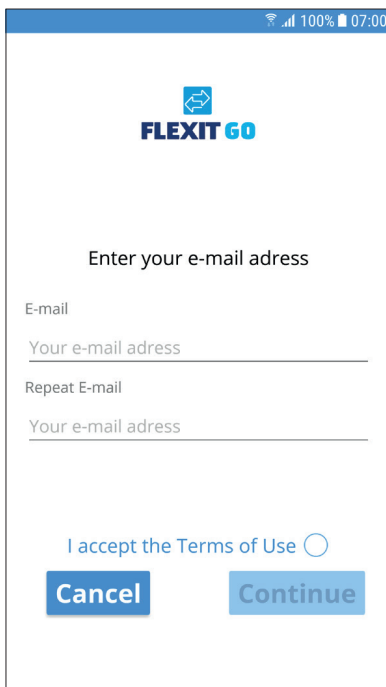 100% 07:00
FLEXIT GO
Enter your e-mail adress
E-mail
Your e-mail adress
Repeat E-mail
Your e-mail adress
I accept the Terms of Use
Cancel Continue